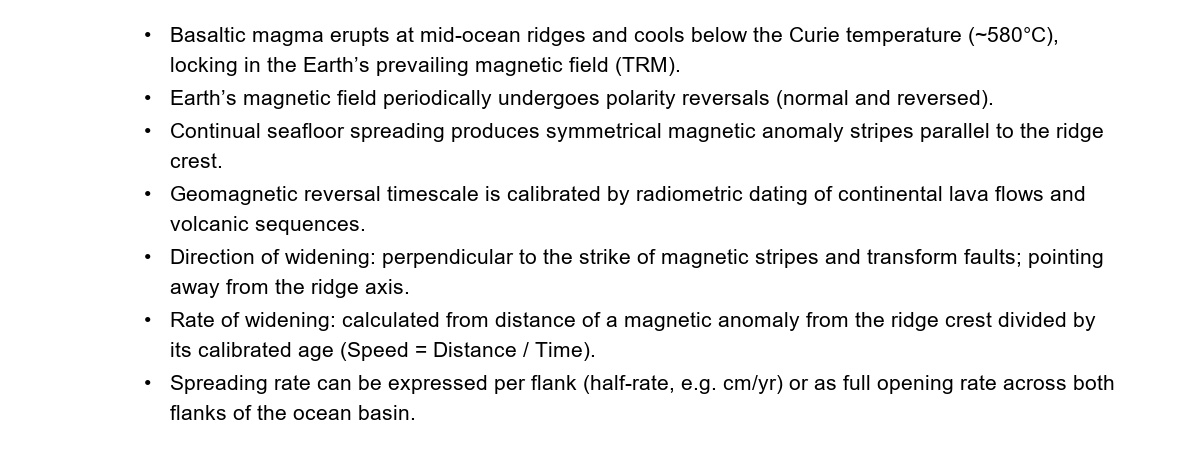 • Basaltic magma erupts at mid-ocean ridges and cools below the Curie temperature (~580°C),
locking in the Earth’s prevailing magnetic field (TRM).
• Earth’s magnetic field periodically undergoes polarity reversals (normal and reversed).
• Continual seafloor spreading produces symmetrical magnetic anomaly stripes parallel to the ridge
crest.
• Geomagnetic reversal timescale is calibrated by radiometric dating of continental lava flows and
volcanic sequences.
• Direction of widening: perpendicular to the strike of magnetic stripes and transform faults; pointing
away from the ridge axis.
• Rate of widening: calculated from distance of a magnetic anomaly from the ridge crest divided by
its calibrated age (Speed = Distance / Time).
• Spreading rate can be expressed per flank (half-rate, e.g. cm/yr) or as full opening rate across both
flanks of the ocean basin.